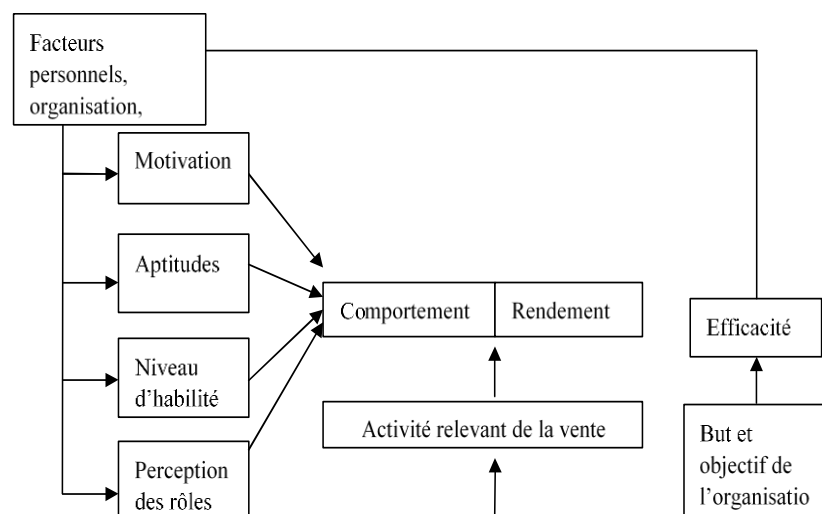 Facteurs
personnels,
organisation,
Motivation
Aptitudes
Niveau
d’habilité
Perception
des rôles
Comportement
Rendement
Activité relevant de la vente
Efficacité
But et
objectif de
l’organisatio